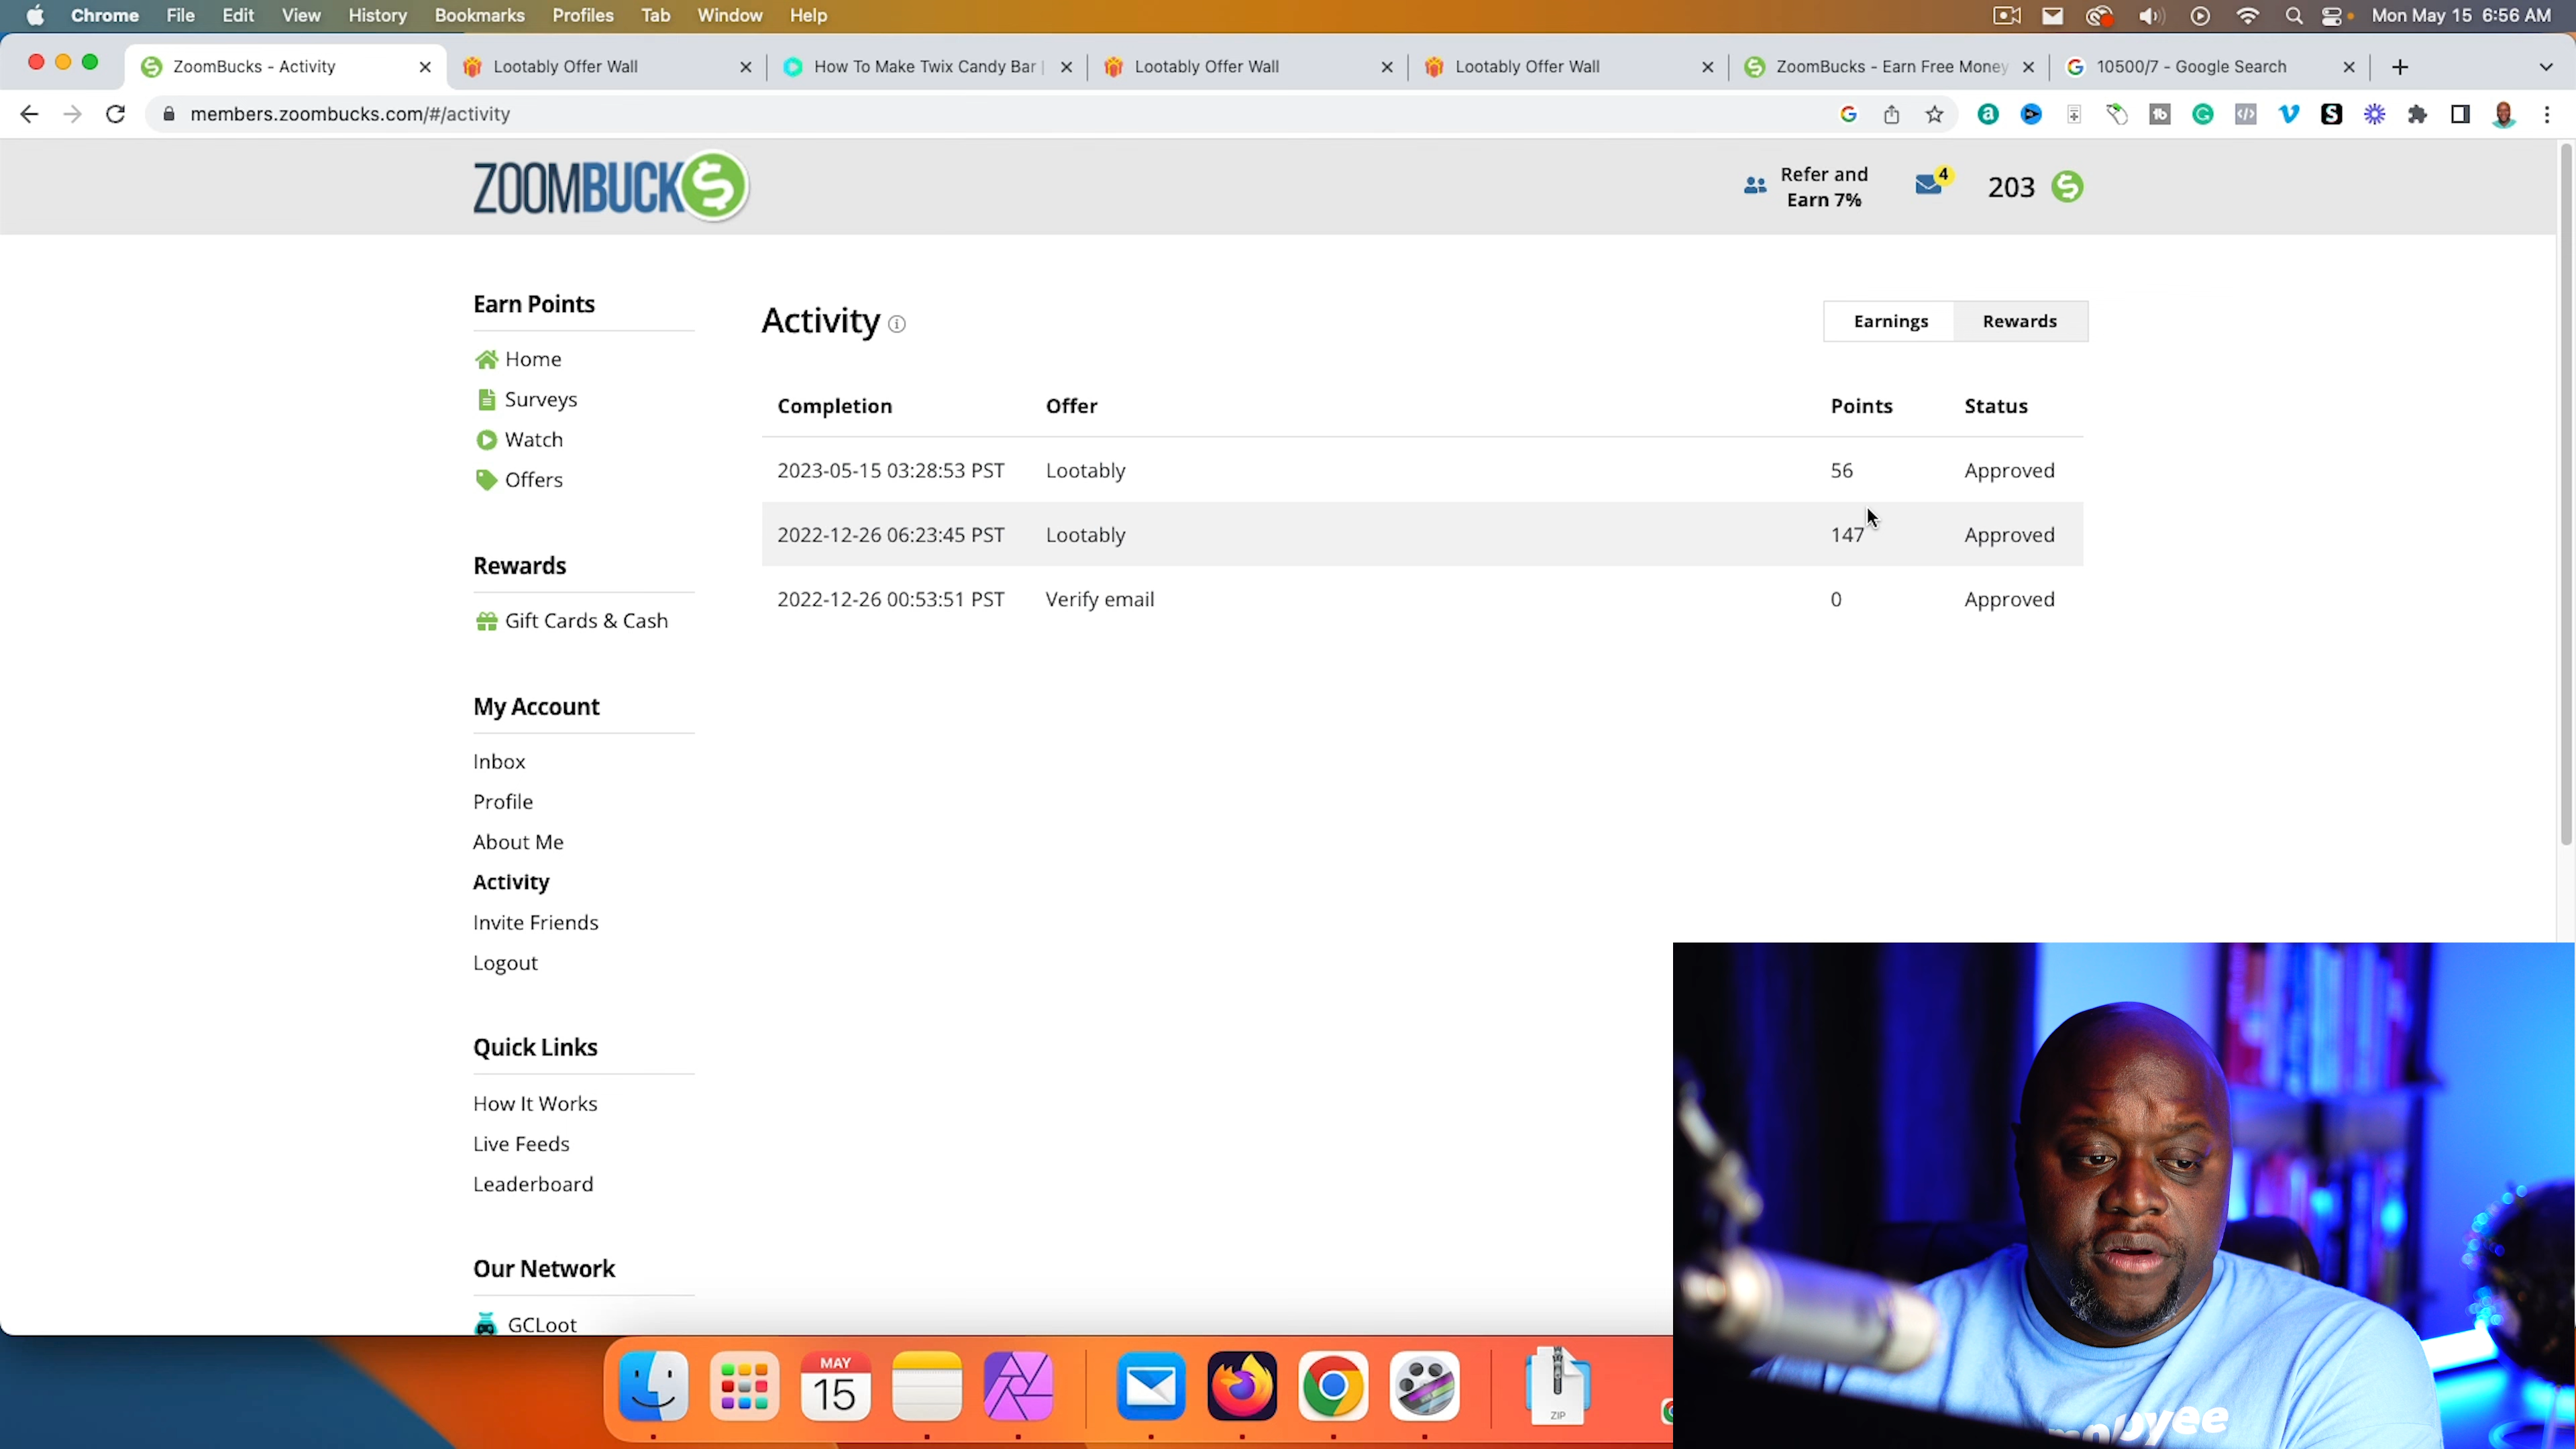 Chrome File Edit View History Bookmarks Profiles Tab Window Help Mon May 15 6:56 AM
ZoomBucks - Activity Lootably Offer Wall How To Make Twix Candy Bar Lootably Offer Wall Lootably Offer Wall ZoomBucks - Earn Free Money 10500/7 - Google Search
members.zoombucks.com/#/activity
ZOOMBUCK$
Refer and
Earn 7%
4
203
Earn Points
Home
Surveys
Watch
Offers
Rewards
Gift Cards & Cash
My Account
Inbox
Profile
About Me
Activity
Invite Friends
Logout
Quick Links
How It Works
Live Feeds
Leaderboard
Our Network
GCLoot
Activity
Earnings Rewards
Completion Offer Points Status
2023-05-15 03:28:53 PST Lootably 56 Approved
2022-12-26 06:23:45 PST Lootably 147 Approved
2022-12-26 00:53:51 PST Verify email 0 Approved
MAY
15
ZIP